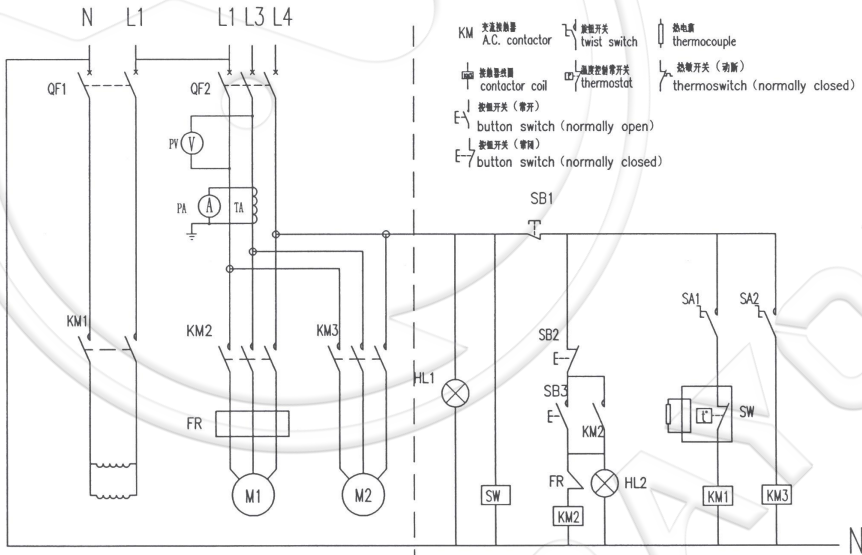 N L1 L1 L3 L4
KM 交流接触器 A.C. contactor
旋钮开关 twist switch
热电偶 thermocouple
接触器线圈 contactor coil
温度控制常开关 thermostat
热敏开关（动断） thermoswitch (normally closed)
按钮开关（常开）
button switch (normally open)
按钮开关（常闭）
button switch (normally closed)
QF1
QF2
PV V
PA A TA
SB1
KM1
KM2
KM3
SA1
SA2
SB2
HL1
SB3
KM2
t° SW
FR
M1
M2
SW
FR
HL2
KM2
KM1
KM3
N